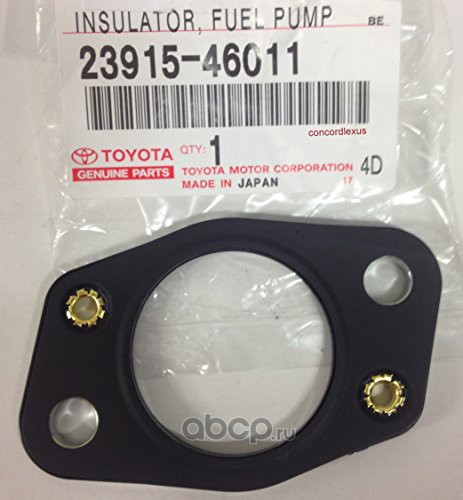 INSULATOR, FUEL PUMP BE
23915-46011
concordlexus
TOYOTA QTY: 1
GENUINE PARTS TOYOTA MOTOR CORPORATION 4D
MADE IN JAPAN 17
abcp.ru